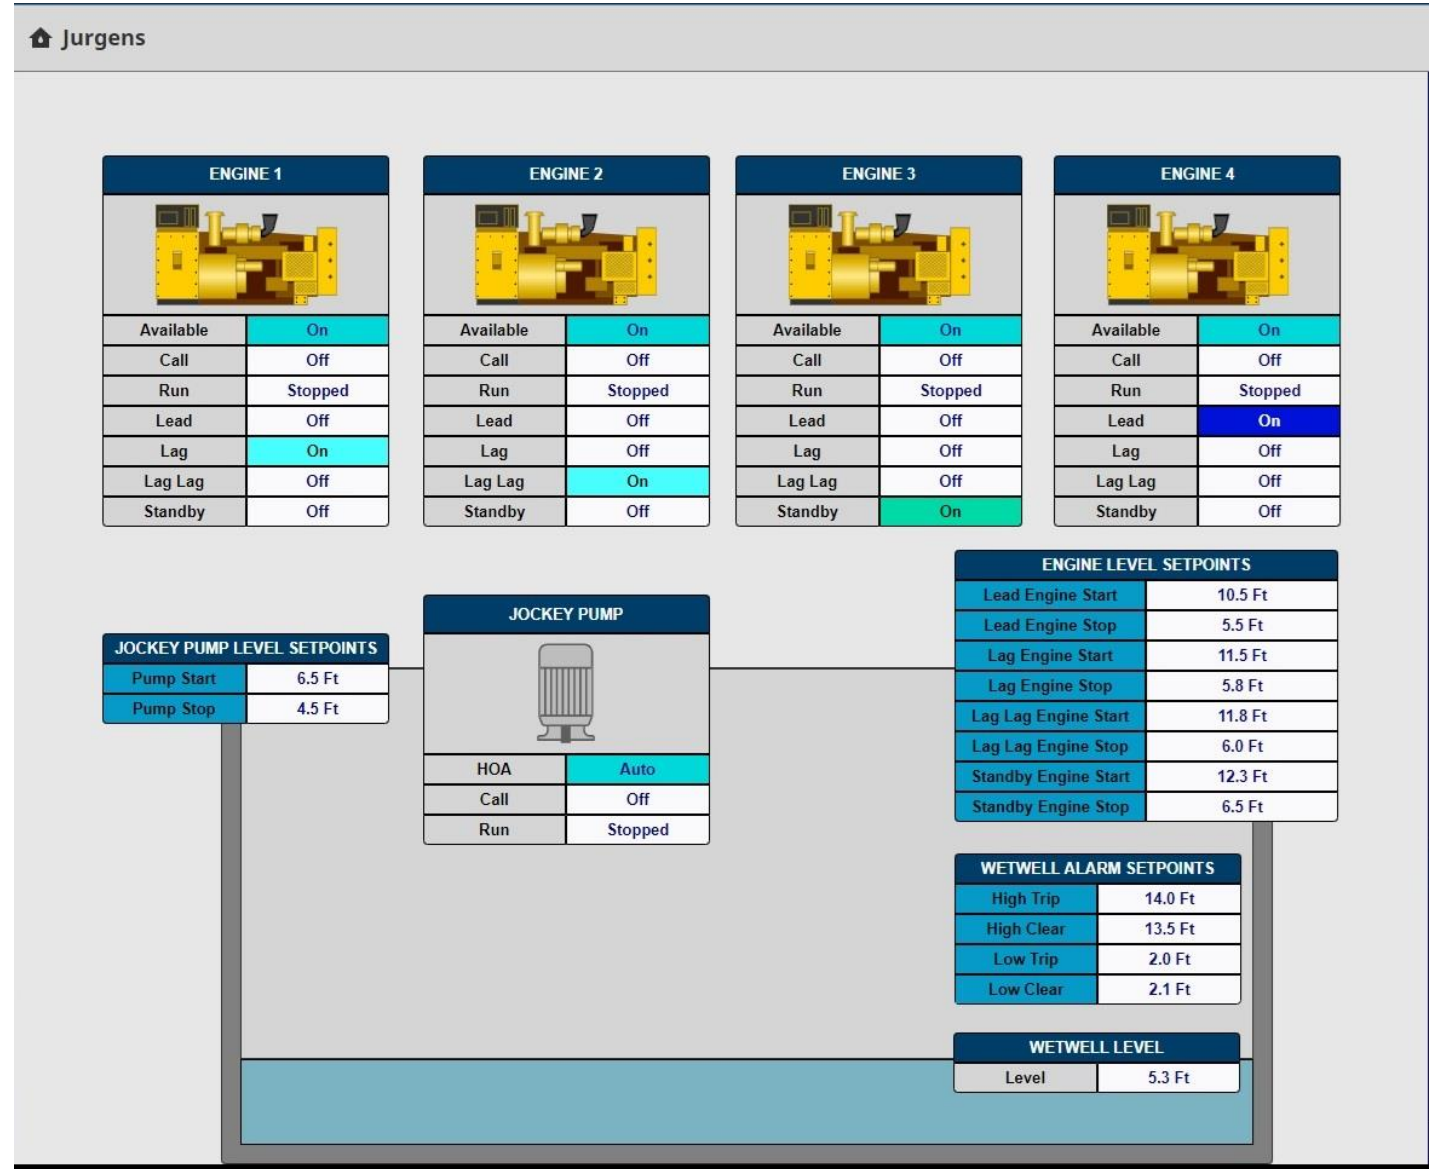 Jurgens
ENGINE 1 ENGINE 2 ENGINE 3 ENGINE 4
Available On Available On Available On Available On
Call Off Call Off Call Off Call Off
Run Stopped Run Stopped Run Stopped Run Stopped
Lead Off Lead Off Lead Off Lead On
Lag On Lag Off Lag Off Lag Off
Lag Lag Off Lag Lag On Lag Lag Off Lag Lag Off
Standby Off Standby Off Standby On Standby Off
JOCKEY PUMP LEVEL SETPOINTS
Pump Start 6.5 Ft
Pump Stop 4.5 Ft
JOCKEY PUMP
HOA Auto
Call Off
Run Stopped
ENGINE LEVEL SETPOINTS
Lead Engine Start 10.5 Ft
Lead Engine Stop 5.5 Ft
Lag Engine Start 11.5 Ft
Lag Engine Stop 5.8 Ft
Lag Lag Engine Start 11.8 Ft
Lag Lag Engine Stop 6.0 Ft
Standby Engine Start 12.3 Ft
Standby Engine Stop 6.5 Ft
WETWELL ALARM SETPOINTS
High Trip 14.0 Ft
High Clear 13.5 Ft
Low Trip 2.0 Ft
Low Clear 2.1 Ft
WETWELL LEVEL
Level 5.3 Ft